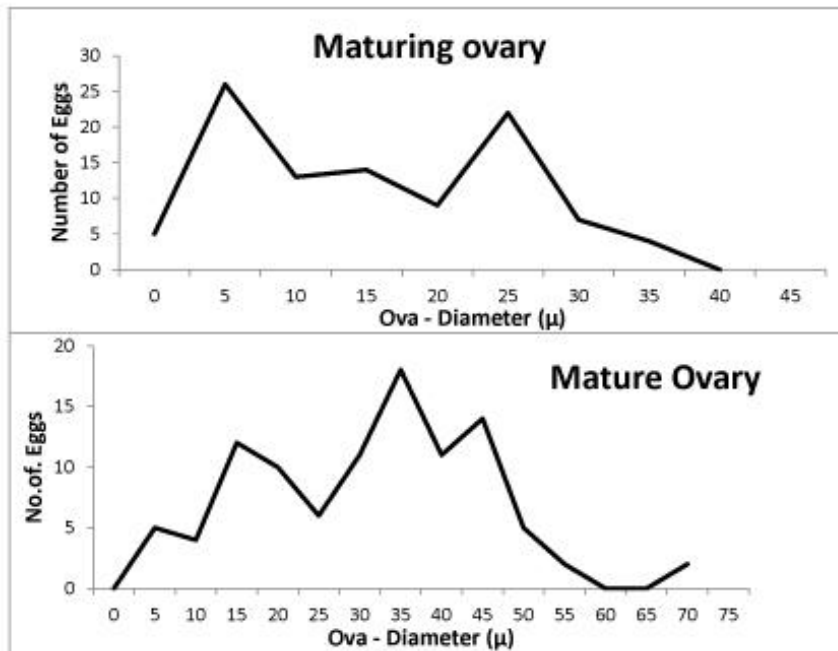 Maturing ovary
Number of Eggs
30
25
20
15
10
5
0
0 5 10 15 20 25 30 35 40 45
Ova - Diameter (μ)
Mature Ovary
No.of. Eggs
20
15
10
5
0
0 5 10 15 20 25 30 35 40 45 50 55 60 65 70 75
Ova - Diameter (μ)